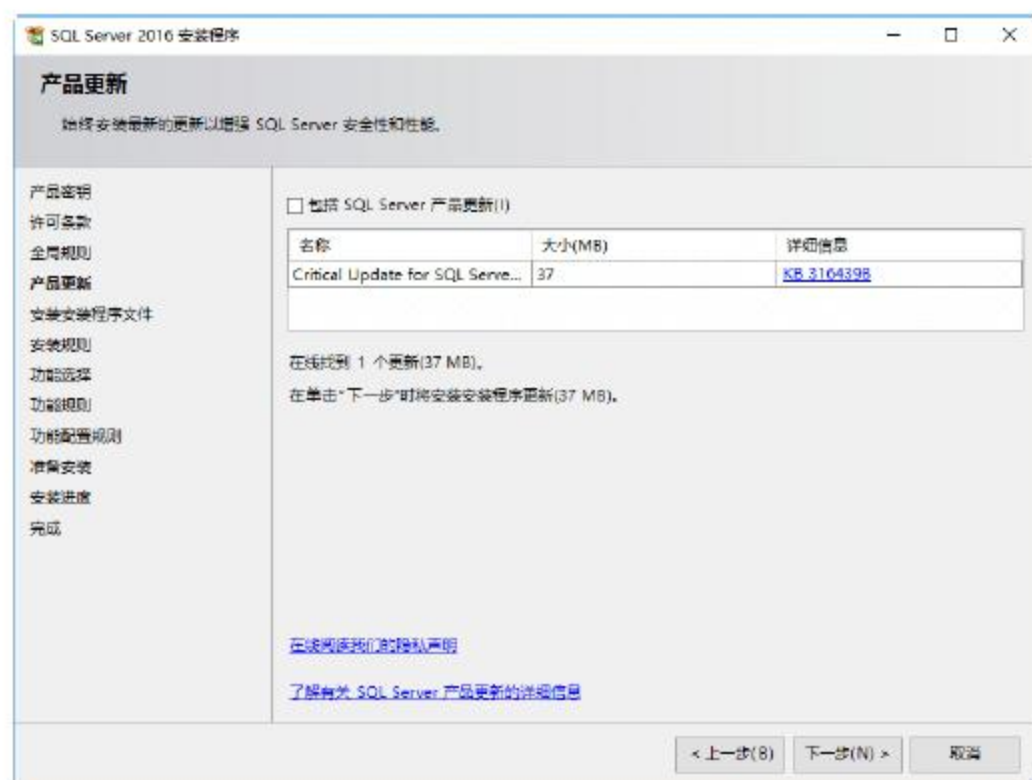 SQL Server 2016 安装程序
产品更新
始终安装最新的更新以增强 SQL Server 安全性和性能。
产品密钥
许可条款
全局规则
产品更新
安装安装程序文件
安装规则
功能选择
功能规则
功能配置规则
准备安装
安装进度
完成
包括 SQL Server 产品更新(I)
名称 大小(MB) 详细信息
Critical Update for SQL Serve... 37 KB 3164398
在线找到 1 个更新(37 MB)。
在单击"下一步"时将安装安装程序更新(37 MB)。
在线阅读我们的隐私声明
了解有关 SQL Server 产品更新的详细信息
< 上一步(B) 下一步(N) > 取消